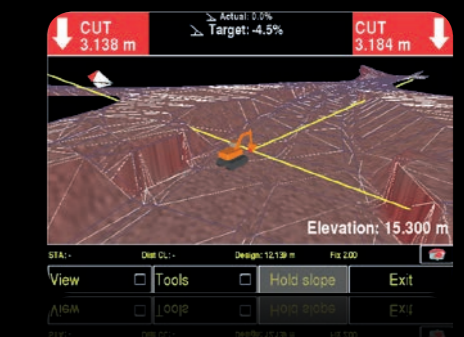 CUT
3.138 m
Actual: 0.0%
Target: -4.5%
CUT
3.184 m
Elevation: 15.300 m
STA: -
Dist CL: -
Design: 12.139 m
Fix 2.00
View
Tools
Hold slope
Exit